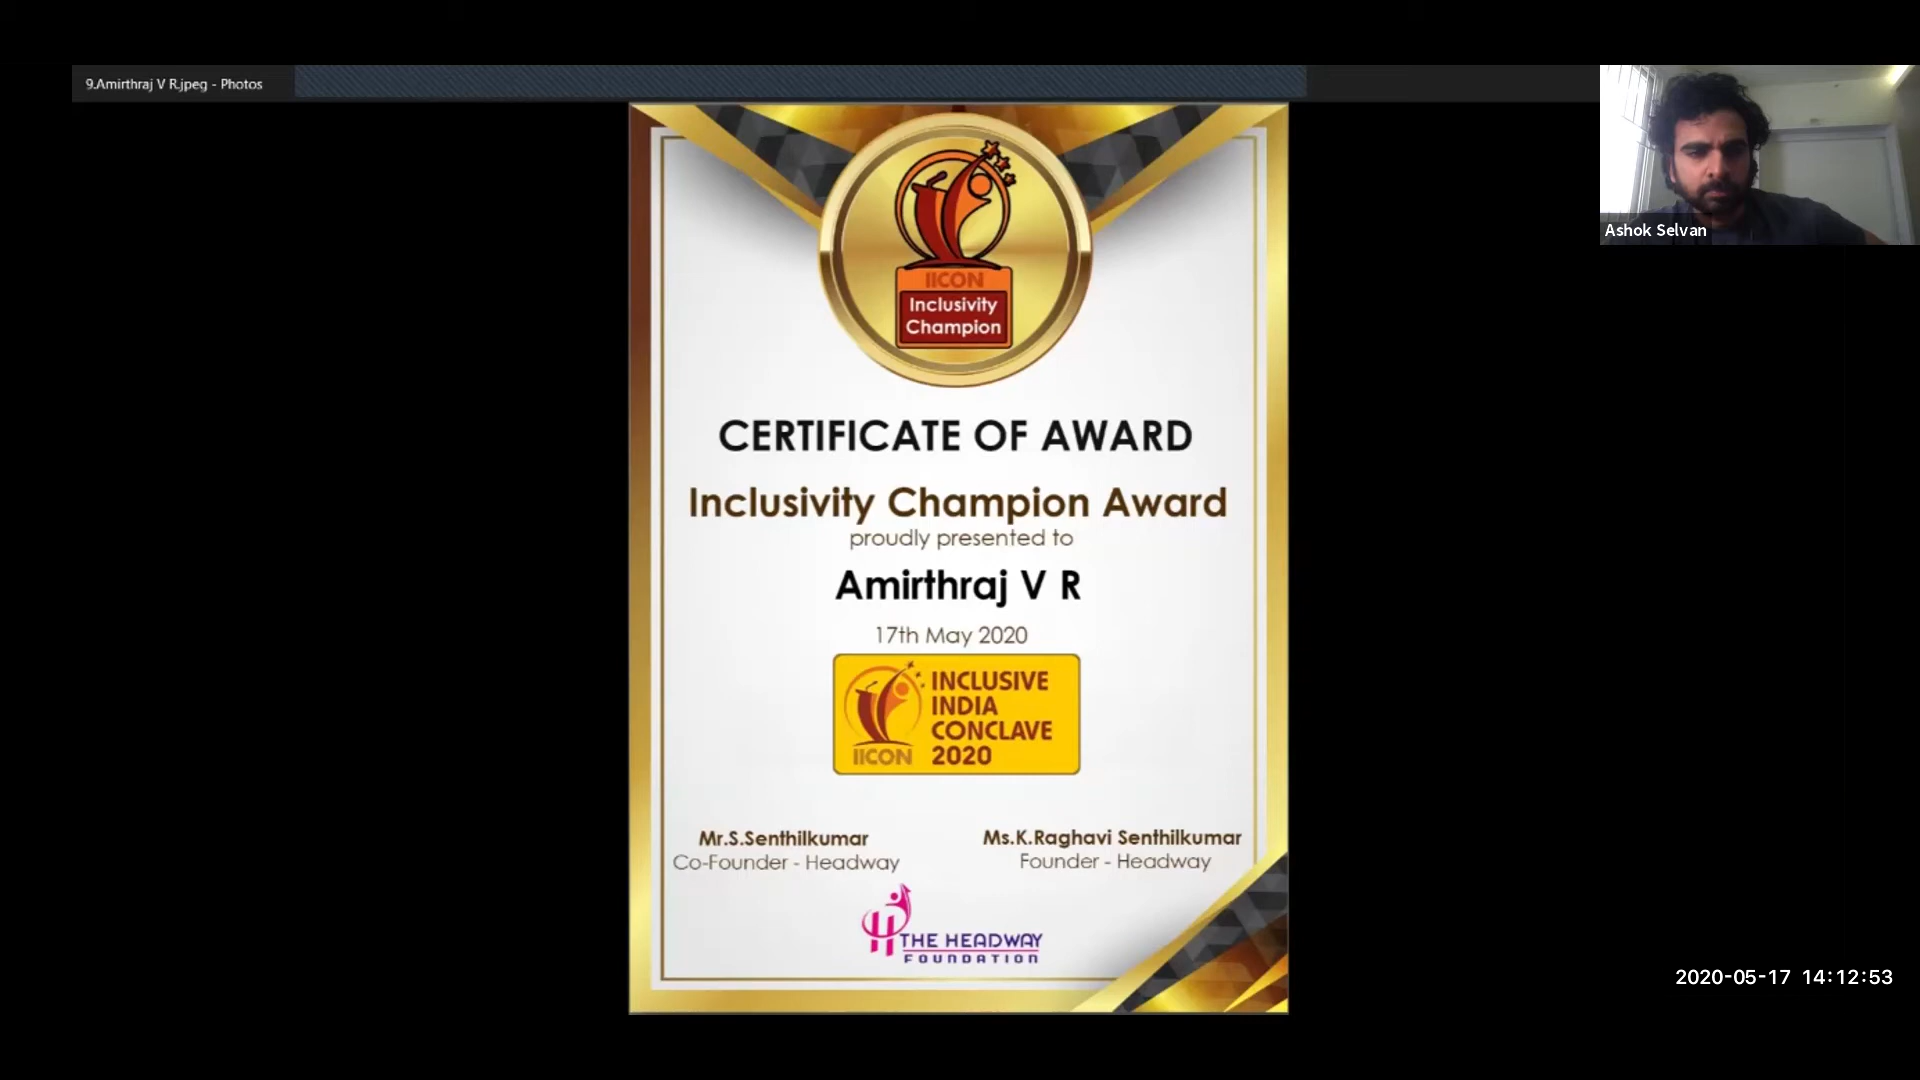 9.Amirthraj V R.jpeg - Photos
Ashok Selvan
IICON
Inclusivity
Champion
CERTIFICATE OF AWARD
Inclusivity Champion Award
proudly presented to
Amirthraj V R
17th May 2020
IICON
INCLUSIVE
INDIA
CONCLAVE
2020
Mr.S.Senthilkumar
Co-Founder - Headway
Ms.K.Raghavi Senthilkumar
Founder - Headway
THE HEADWAY
FOUNDATION
2020-05-17 14:12:53